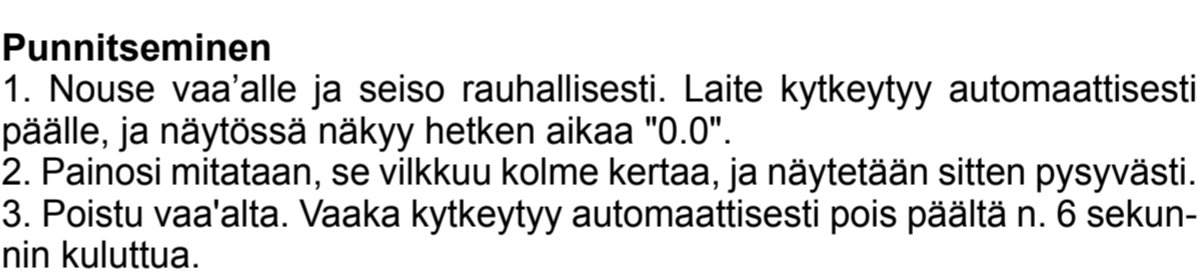 Punnitseminen
1. Nouse vaa’alle ja seiso rauhallisesti. Laite kytkeytyy automaattisesti
päälle, ja näytössä näkyy hetken aikaa "0.0".
2. Painosi mitataan, se vilkkuu kolme kertaa, ja näytetään sitten pysyvästi.
3. Poistu vaa'alta. Vaaka kytkeytyy automaattisesti pois päältä n. 6 sekun-
nin kuluttua.